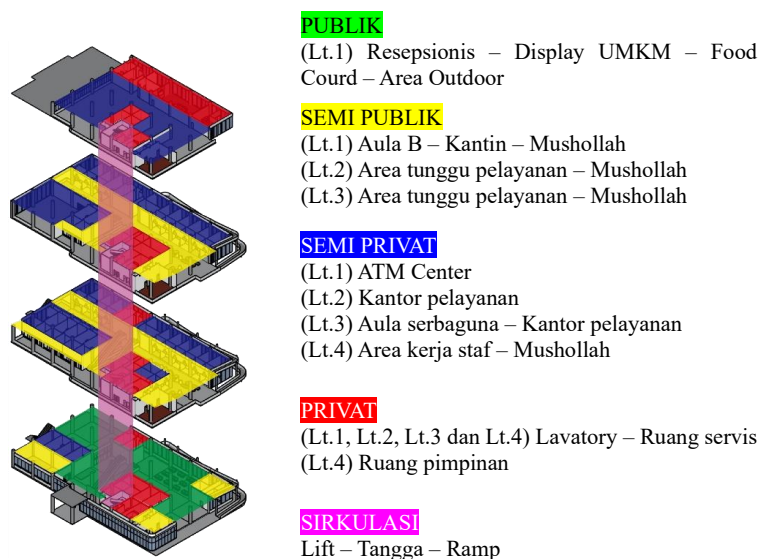 PUBLIK
(Lt.1) Resepsionis – Display UMKM – Food
Courd – Area Outdoor
SEMI PUBLIK
(Lt.1) Aula B – Kantin – Mushollah
(Lt.2) Area tunggu pelayanan – Mushollah
(Lt.3) Area tunggu pelayanan – Mushollah
SEMI PRIVAT
(Lt.1) ATM Center
(Lt.2) Kantor pelayanan
(Lt.3) Aula serbaguna – Kantor pelayanan
(Lt.4) Area kerja staf – Mushollah
PRIVAT
(Lt.1, Lt.2, Lt.3 dan Lt.4) Lavatory – Ruang servis
(Lt.4) Ruang pimpinan
SIRKULASI
Lift – Tangga – Ramp